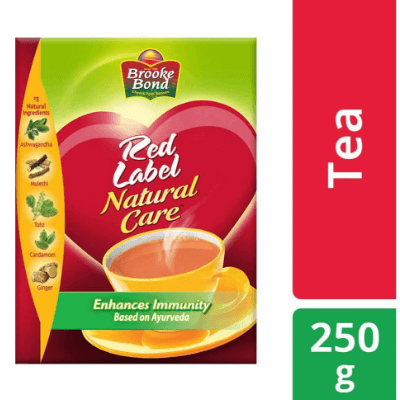 Brooke
Bond
*5
Natural
Ingredients
Ashwagandha
Mulethi
Tulsi
Cardamom
Ginger
Red
Label
Natural
Care
Enhances Immunity
Based on Ayurveda
Tea
250
g